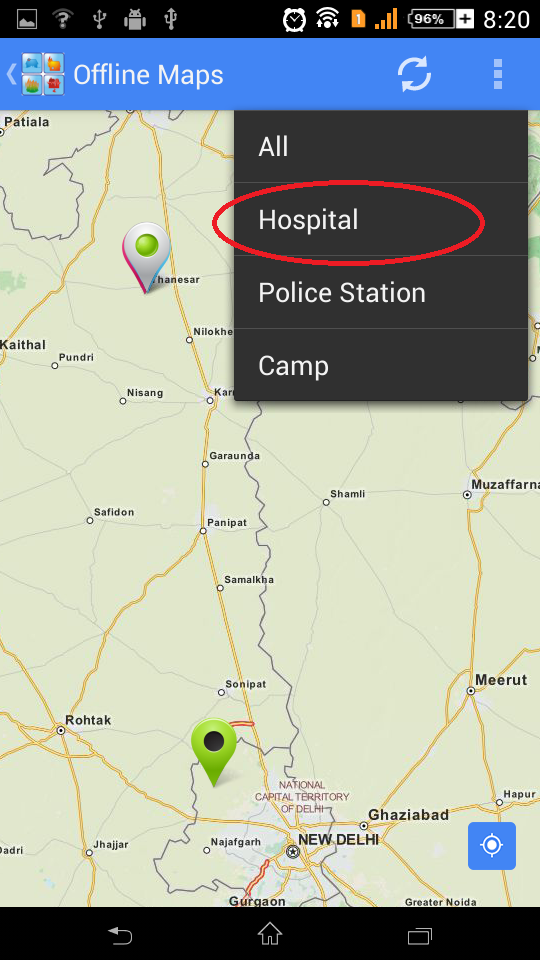 1
96%
8:20
Offline Maps
Patiala
All
Hospital
Thanesar
Police Station
Nilokhe
Kaithal
Pundri
Camp
Nisang
Karn
Garaunda
Shamli
Muzaffarna
Safidon
Panipat
Samalkha
Sonipat
Meerut
Rohtak
NATIONAL
CAPITAL TERRITORY
OF DELHI
Hapur
Ghaziabad
Najafgarh
NEW DELHI
Jhajjar
Dadri
Gurgaon
Greater Noida